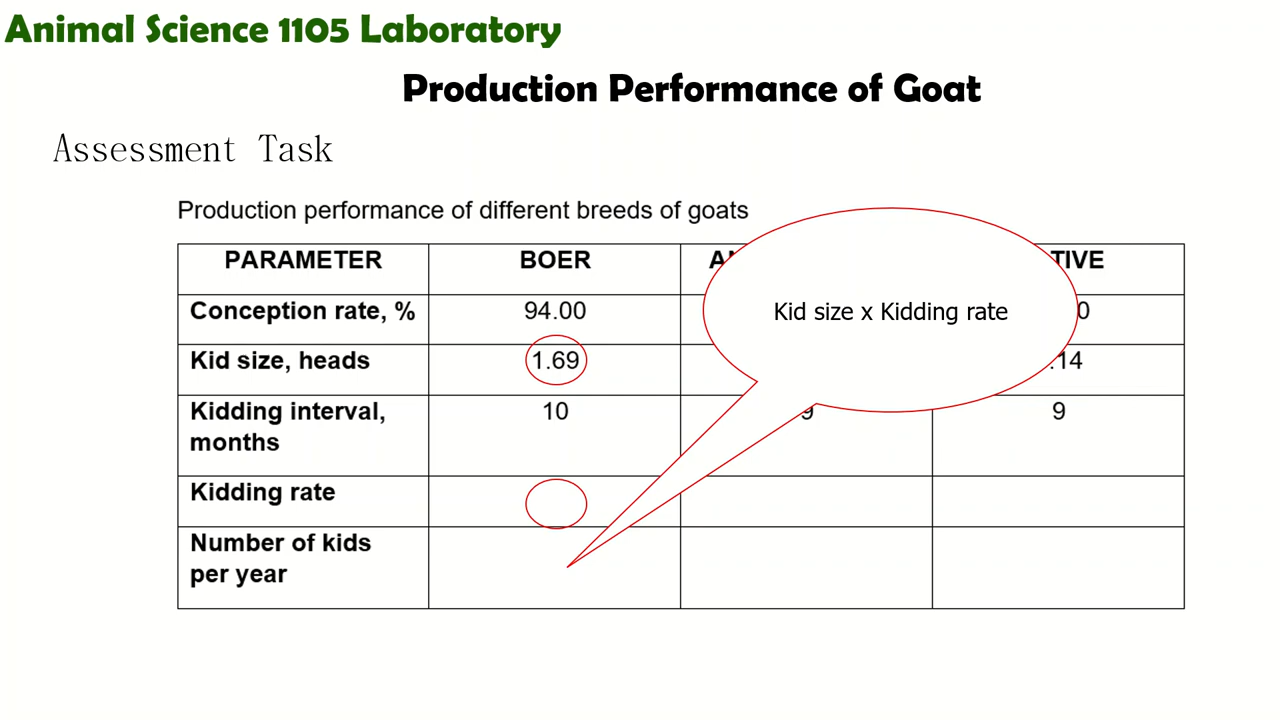 Animal Science 1105 Laboratory
Production Performance of Goat
Assessment Task
Production performance of different breeds of goats
PARAMETER BOER
Conception rate, % 94.00
Kid size x Kidding rate
Kid size, heads 1.69
Kidding interval, months 10 9 9
Kidding rate
Number of kids per year